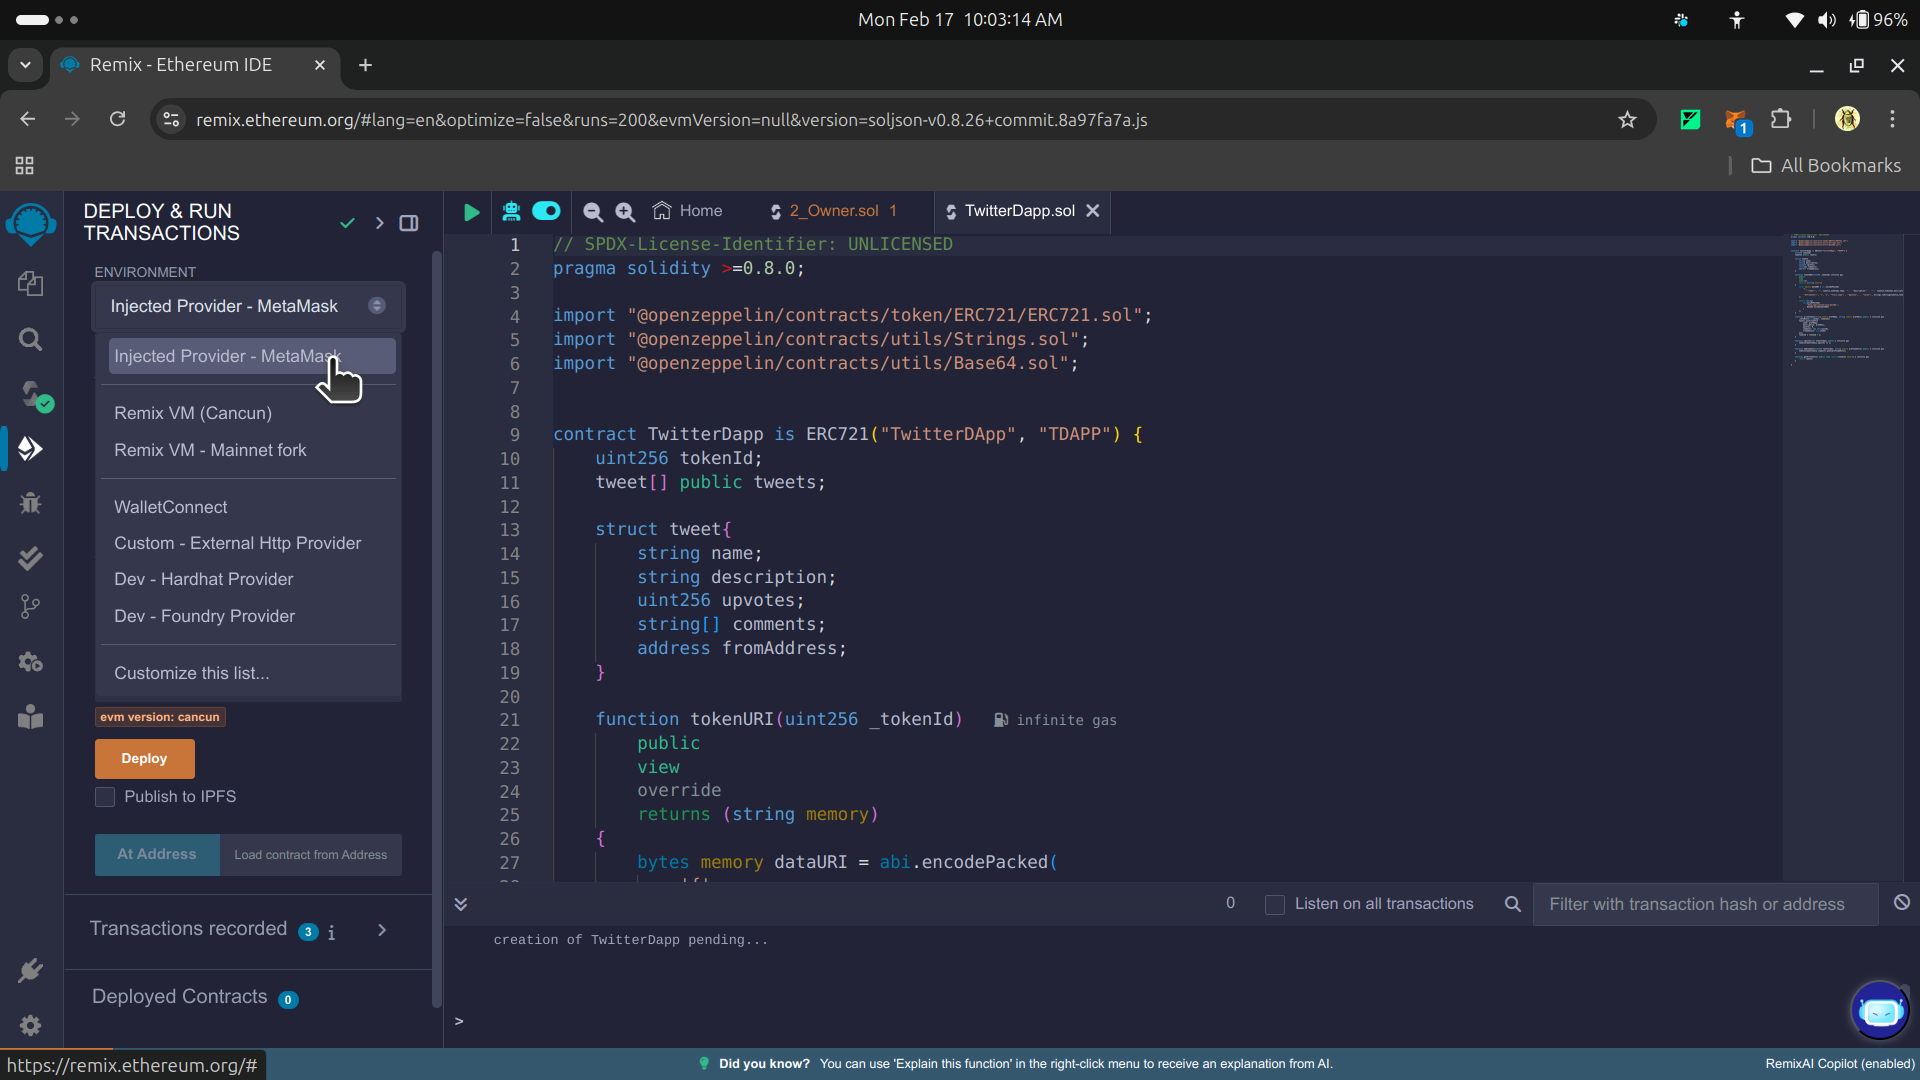 Mon Feb 17  10:03:14 AM
96%
Remix - Ethereum IDE
remix.ethereum.org/#lang=en&optimize=false&runs=200&evmVersion=null&version=soljson-v0.8.26+commit.8a97fa7a.js
1
All Bookmarks
DEPLOY & RUN
TRANSACTIONS
ENVIRONMENT
Injected Provider - MetaMask
Injected Provider - MetaMask
Remix VM (Cancun)
Remix VM - Mainnet fork
WalletConnect
Custom - External Http Provider
Dev - Hardhat Provider
Dev - Foundry Provider
Customize this list...
evm version: cancun
Deploy
Publish to IPFS
At Address Load contract from Address
Transactions recorded 3 i
Deployed Contracts 0
Home 2_Owner.sol 1 TwitterDapp.sol
1 // SPDX-License-Identifier: UNLICENSED
2 pragma solidity >=0.8.0;
3
4 import "@openzeppelin/contracts/token/ERC721/ERC721.sol";
5 import "@openzeppelin/contracts/utils/Strings.sol";
6 import "@openzeppelin/contracts/utils/Base64.sol";
7
8
9 contract TwitterDapp is ERC721("TwitterDApp", "TDAPP") {
10 uint256 tokenId;
11 tweet[] public tweets;
12
13 struct tweet{
14 string name;
15 string description;
16 uint256 upvotes;
17 string[] comments;
18 address fromAddress;
19 }
20
21 function tokenURI(uint256 _tokenId) infinite gas
22 public
23 view
24 override
25 returns (string memory)
26 {
27 bytes memory dataURI = abi.encodePacked(
0 Listen on all transactions Filter with transaction hash or address
creation of TwitterDapp pending...
>
https://remix.ethereum.org/#
Did you know? You can use 'Explain this function' in the right-click menu to receive an explanation from AI.
RemixAI Copilot (enabled)